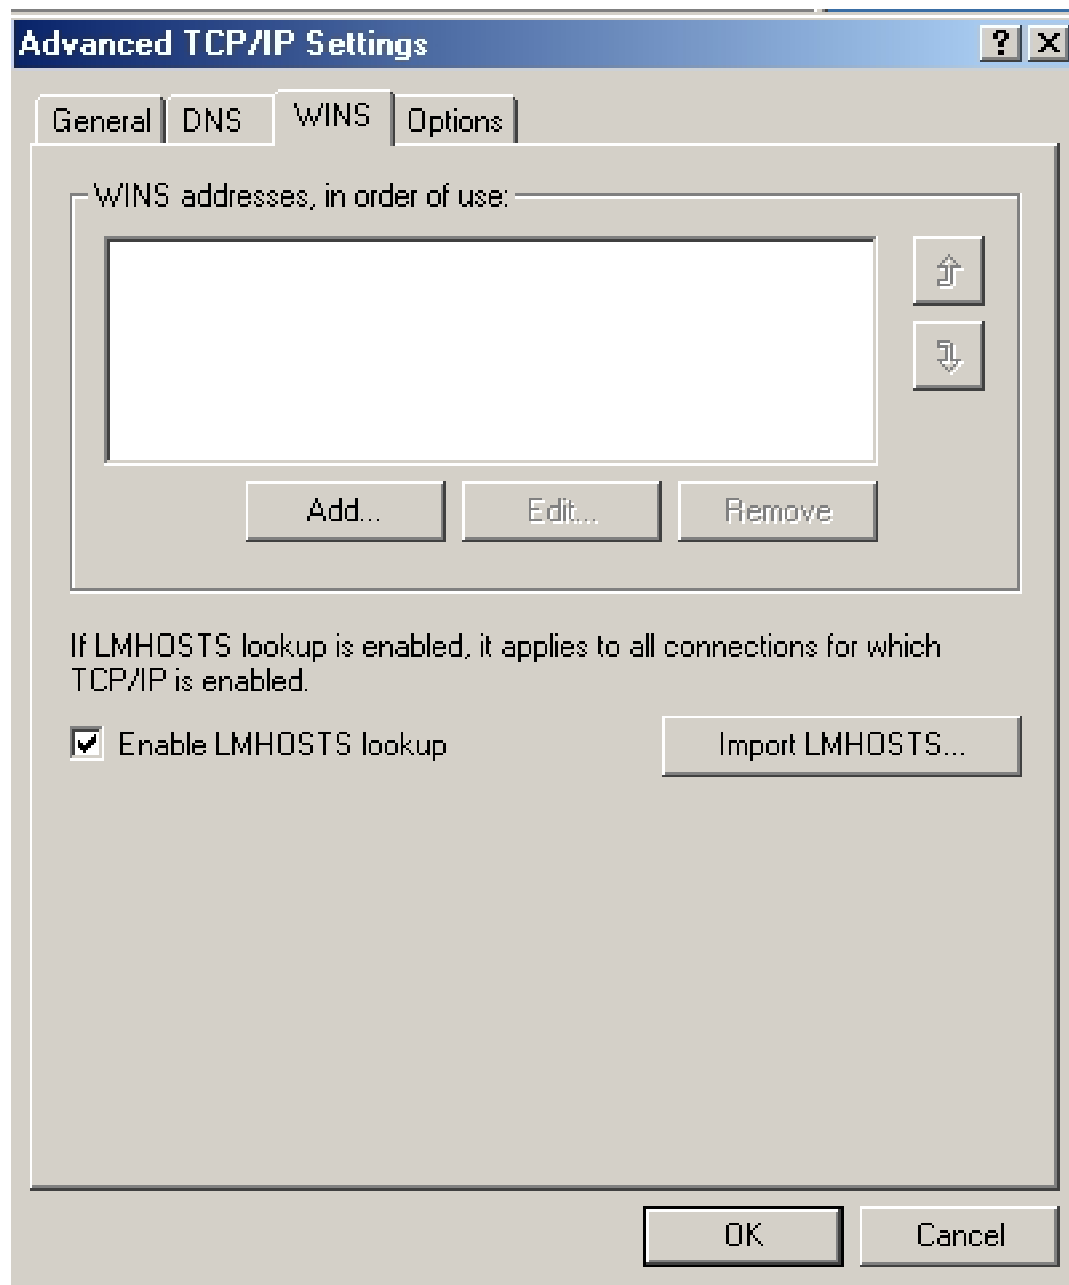 Advanced TCP/IP Settings
General DNS WINS Options
WINS addresses, in order of use:
Add... Edit... Remove
If LMHOSTS lookup is enabled, it applies to all connections for which
TCP/IP is enabled.
Enable LMHOSTS lookup Import LMHOSTS...
OK Cancel